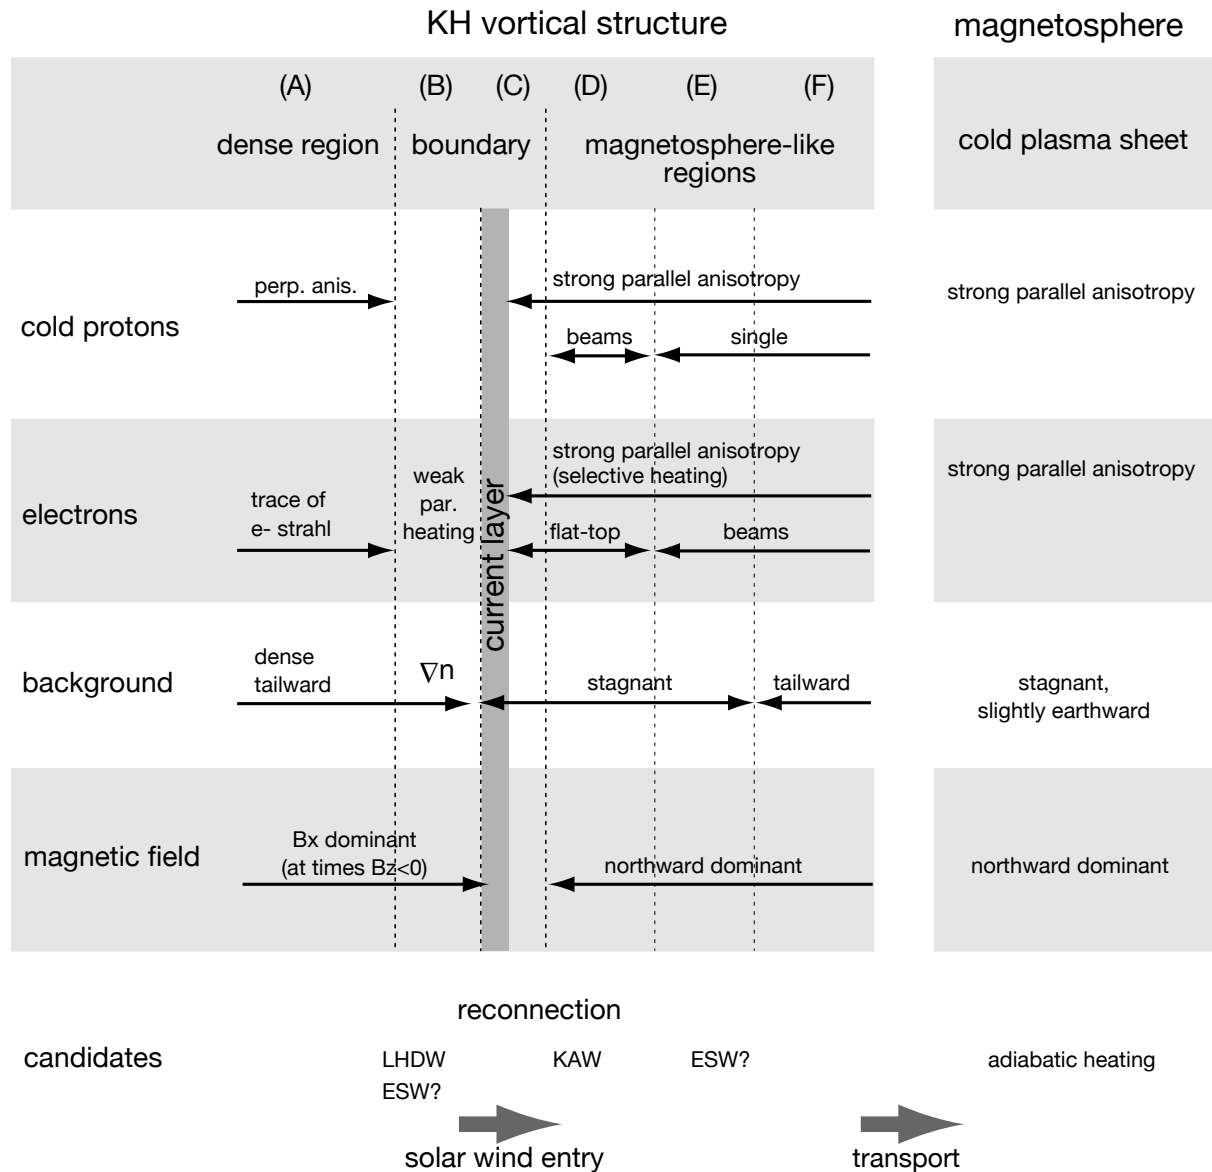 KH vortical structure
magnetosphere
(A)
(B)
(C)
(D)
(E)
(F)
dense region
boundary
magnetosphere-like
regions
cold plasma sheet
cold protons
perp. anis.
strong parallel anisotropy
beams
single
strong parallel anisotropy
electrons
trace of
e- strahl
weak
par.
heating
current layer
strong parallel anisotropy
(selective heating)
flat-top
beams
strong parallel anisotropy
background
dense
tailward
∇n
stagnant
tailward
stagnant,
slightly earthward
magnetic field
Bx dominant
(at times Bz<0)
northward dominant
northward dominant
reconnection
candidates
LHDW
ESW?
KAW
ESW?
adiabatic heating
solar wind entry
transport